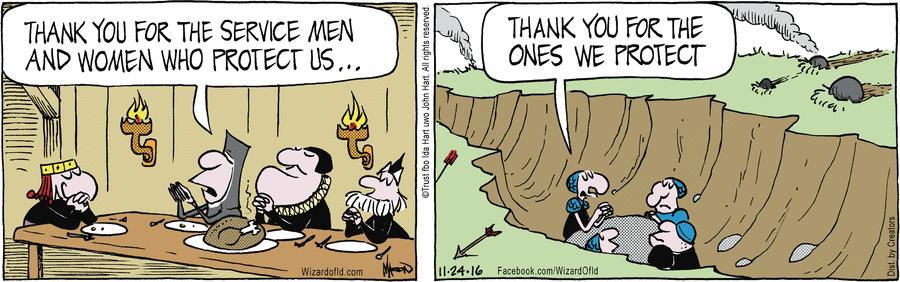 THANK YOU FOR THE SERVICE MEN
AND WOMEN WHO PROTECT US...
Wizardofid.com
MASON
©Trust fbo Ida Hart uwo John Hart. All rights reserved.
THANK YOU FOR THE
ONES WE PROTECT
11-24-16
Facebook.com/WizardOfId
Dist. by Creators